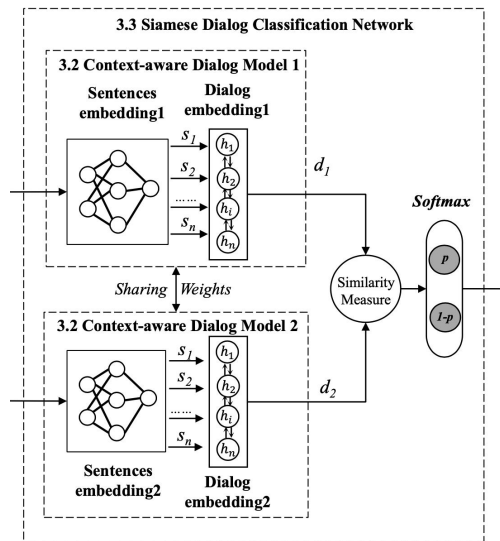 3.3 Siamese Dialog Classification Network
3.2 Context-aware Dialog Model 1
Sentences
embedding1
Dialog
embedding1
s1
s2
......
sn
h1
h2
hi
hn
d1
Softmax
p
1-p
Similarity
Measure
Sharing Weights
3.2 Context-aware Dialog Model 2
s1
s2
......
sn
h1
h2
hi
hn
d2
Sentences
embedding2
Dialog
embedding2